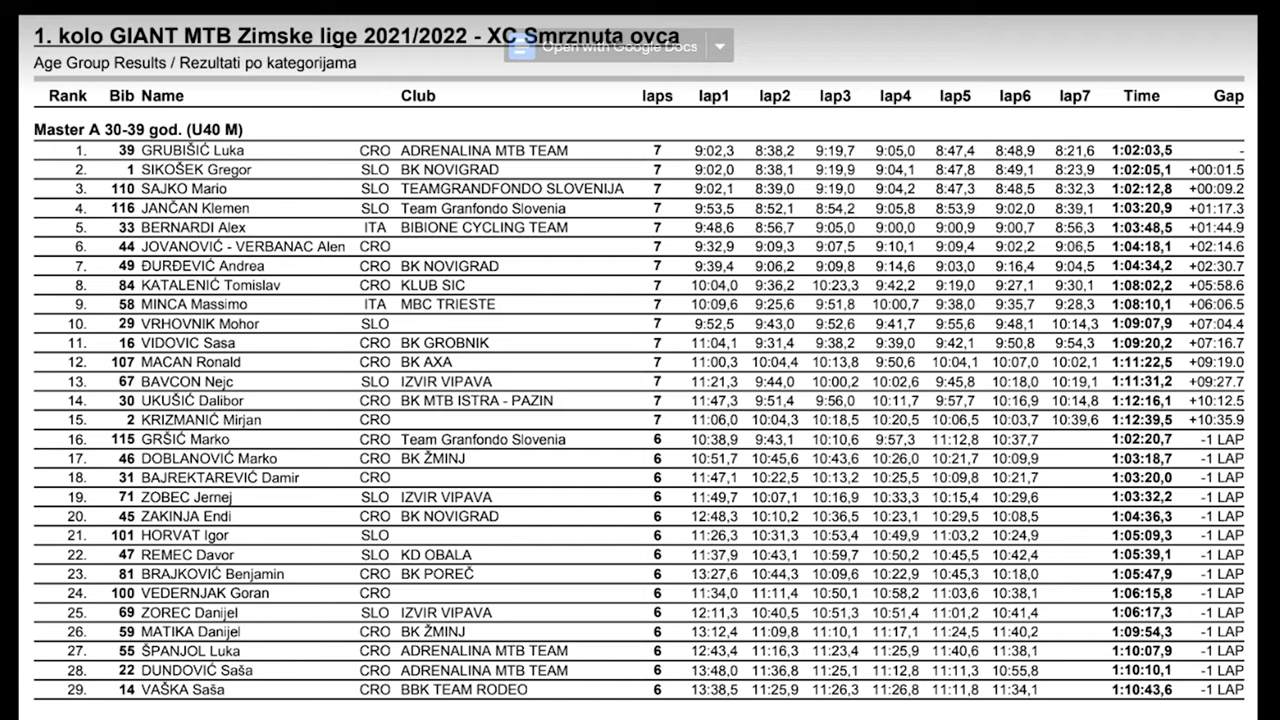 1. kolo GIANT MTB Zimske lige 2021/2022 - XC Smrznuta ovca
Open with Google Docs
Age Group Results / Rezultati po kategorijama
Rank Bib Name Club laps lap1 lap2 lap3 lap4 lap5 lap6 lap7 Time Gap
Master A 30-39 god. (U40 M)
1. 39 GRUBIŠIĆ Luka CRO ADRENALINA MTB TEAM 7 9:02,3 8:38,2 9:19,7 9:05,0 8:47,4 8:48,9 8:21,6 1:02:03,5 -
2. 1 SIKOŠEK Gregor SLO BK NOVIGRAD 7 9:02,0 8:38,1 9:19,9 9:04,1 8:47,8 8:49,1 8:23,9 1:02:05,1 +00:01.5
3. 110 SAJKO Mario SLO TEAMGRANDFONDO SLOVENIJA 7 9:02,1 8:39,0 9:19,0 9:04,2 8:47,3 8:48,5 8:32,3 1:02:12,8 +00:09.2
4. 116 JANČAN Klemen SLO Team Granfondo Slovenia 7 9:53,5 8:52,1 8:54,2 9:05,8 8:53,9 9:02,0 8:39,1 1:03:20,9 +01:17.3
5. 33 BERNARDI Alex ITA BIBIONE CYCLING TEAM 7 9:48,6 8:56,7 9:05,0 9:00,0 9:00,9 9:00,7 8:56,3 1:03:48,5 +01:44.9
6. 44 JOVANOVIĆ - VERBANAC Alen CRO 7 9:32,9 9:09,3 9:07,5 9:10,1 9:09,4 9:02,2 9:06,5 1:04:18,1 +02:14.6
7. 49 ĐURĐEVIĆ Andrea CRO BK NOVIGRAD 7 9:39,4 9:06,2 9:09,8 9:14,6 9:03,0 9:16,4 9:04,5 1:04:34,2 +02:30.7
8. 84 KATALENIĆ Tomislav CRO KLUB SIC 7 10:04,0 9:36,2 10:23,3 9:42,2 9:19,0 9:27,1 9:30,1 1:08:02,2 +05:58.6
9. 58 MINCA Massimo ITA MBC TRIESTE 7 10:09,6 9:25,6 9:51,8 10:00,7 9:38,0 9:35,7 9:28,3 1:08:10,1 +06:06.5
10. 29 VRHOVNIK Mohor SLO 7 9:52,5 9:43,0 9:52,6 9:41,7 9:55,6 9:48,1 10:14,3 1:09:07,9 +07:04.4
11. 16 VIDOVIC Sasa CRO BK GROBNIK 7 11:04,1 9:31,4 9:38,2 9:39,0 9:42,1 9:50,8 9:54,3 1:09:20,2 +07:16.7
12. 107 MACAN Ronald CRO BK AXA 7 11:00,3 10:04,4 10:13,8 9:50,6 10:04,1 10:07,0 10:02,1 1:11:22,5 +09:19.0
13. 67 BAVCON Nejc SLO IZVIR VIPAVA 7 11:21,3 9:44,0 10:00,2 10:02,6 9:45,8 10:18,0 10:19,1 1:11:31,2 +09:27.7
14. 30 UKUŠIĆ Dalibor CRO BK MTB ISTRA - PAZIN 7 11:47,3 9:51,4 9:56,0 10:11,7 9:57,7 10:16,9 10:14,8 1:12:16,1 +10:12.5
15. 2 KRIZMANIĆ Mirjan CRO 7 11:06,0 10:04,3 10:18,5 10:20,5 10:06,5 10:03,7 10:39,6 1:12:39,5 +10:35.9
16. 115 GRŠIĆ Marko CRO Team Granfondo Slovenia 6 10:38,9 9:43,1 10:10,6 9:57,3 11:12,8 10:37,7 1:02:20,7 -1 LAP
17. 46 DOBLANOVIĆ Marko CRO BK ŽMINJ 6 10:51,7 10:45,6 10:43,6 10:26,0 10:21,7 10:09,9 1:03:18,7 -1 LAP
18. 31 BAJREKTAREVIĆ Damir CRO 6 11:47,1 10:22,5 10:13,2 10:25,5 10:09,8 10:21,7 1:03:20,0 -1 LAP
19. 71 ZOBEC Jernej SLO IZVIR VIPAVA 6 11:49,7 10:07,1 10:16,9 10:33,3 10:15,4 10:29,6 1:03:32,2 -1 LAP
20. 45 ZAKINJA Endi CRO BK NOVIGRAD 6 12:48,3 10:10,2 10:36,5 10:23,1 10:29,5 10:08,5 1:04:36,3 -1 LAP
21. 101 HORVAT Igor SLO 6 11:26,3 10:31,3 10:53,4 10:49,9 11:03,2 10:24,9 1:05:09,3 -1 LAP
22. 47 REMEC Davor SLO KD OBALA 6 11:37,9 10:43,1 10:59,7 10:50,2 10:45,5 10:42,4 1:05:39,1 -1 LAP
23. 81 BRAJKOVIĆ Benjamin CRO BK POREČ 6 13:27,6 10:44,3 10:09,6 10:22,9 10:45,3 10:18,0 1:05:47,9 -1 LAP
24. 100 VEDERNJAK Goran CRO 6 11:34,0 11:11,4 10:50,1 10:58,2 11:03,6 10:38,1 1:06:15,8 -1 LAP
25. 69 ZOREC Danijel SLO IZVIR VIPAVA 6 12:11,3 10:40,5 10:51,3 10:51,4 11:01,2 10:41,4 1:06:17,3 -1 LAP
26. 59 MATIKA Danijel CRO BK ŽMINJ 6 13:12,4 11:09,8 11:10,1 11:17,1 11:24,5 11:40,2 1:09:54,3 -1 LAP
27. 55 ŠPANJOL Luka CRO ADRENALINA MTB TEAM 6 12:43,4 11:16,3 11:23,4 11:25,9 11:40,6 11:38,1 1:10:07,9 -1 LAP
28. 22 DUNDOVIĆ Saša CRO ADRENALINA MTB TEAM 6 13:48,0 11:36,8 11:25,1 11:12,8 11:11,3 10:55,8 1:10:10,1 -1 LAP
29. 14 VAŠKA Saša CRO BBK TEAM RODEO 6 13:38,5 11:25,9 11:26,3 11:26,8 11:11,8 11:34,1 1:10:43,6 -1 LAP